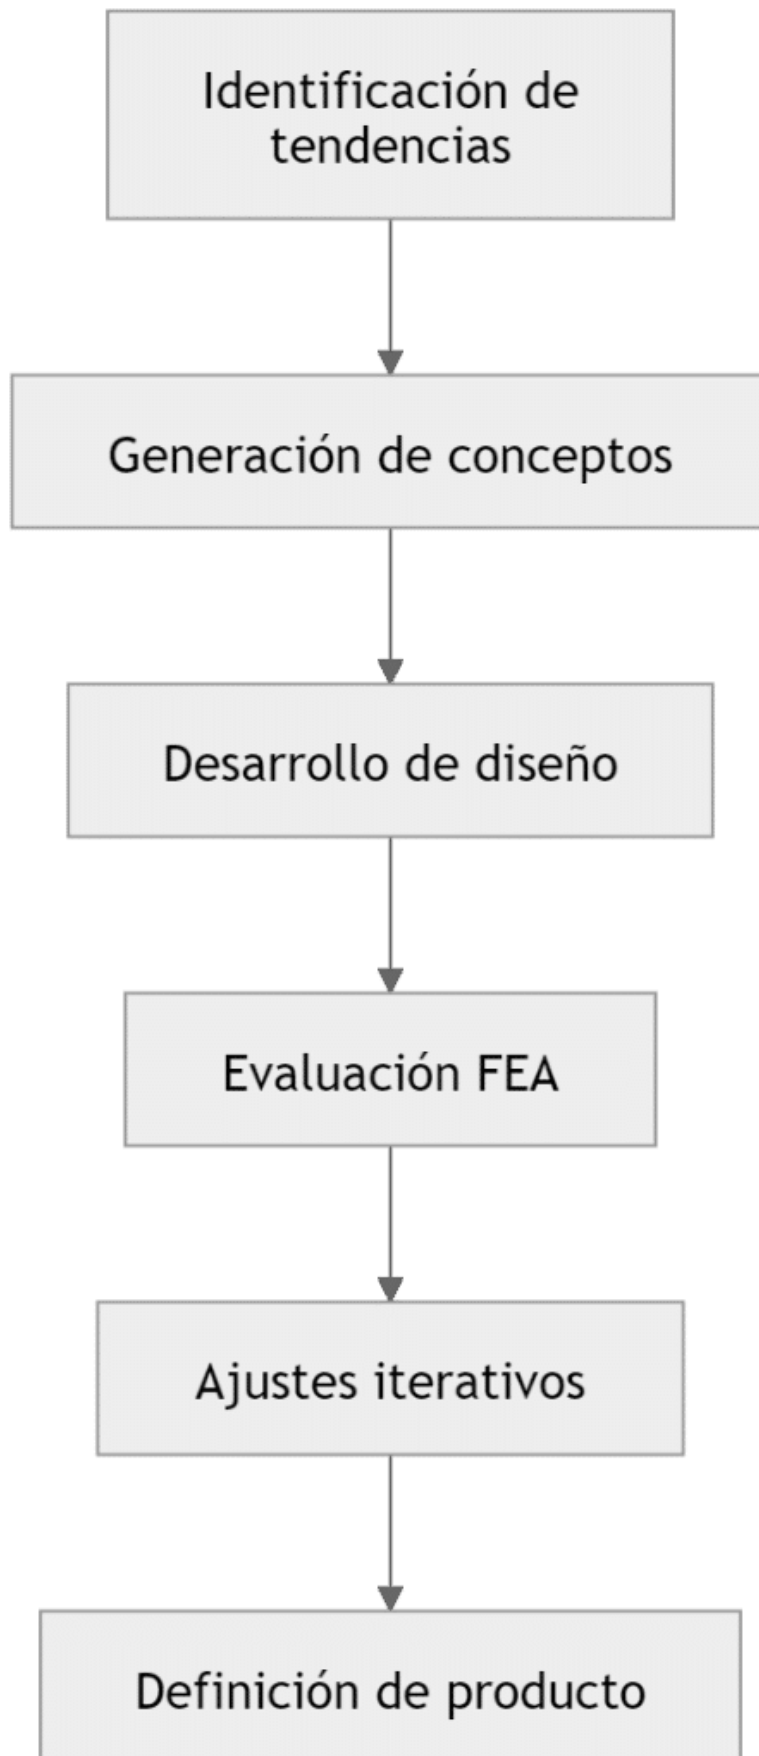 Identificación de
tendencias
Generación de conceptos
Desarrollo de diseño
Evaluación FEA
Ajustes iterativos
Definición de producto